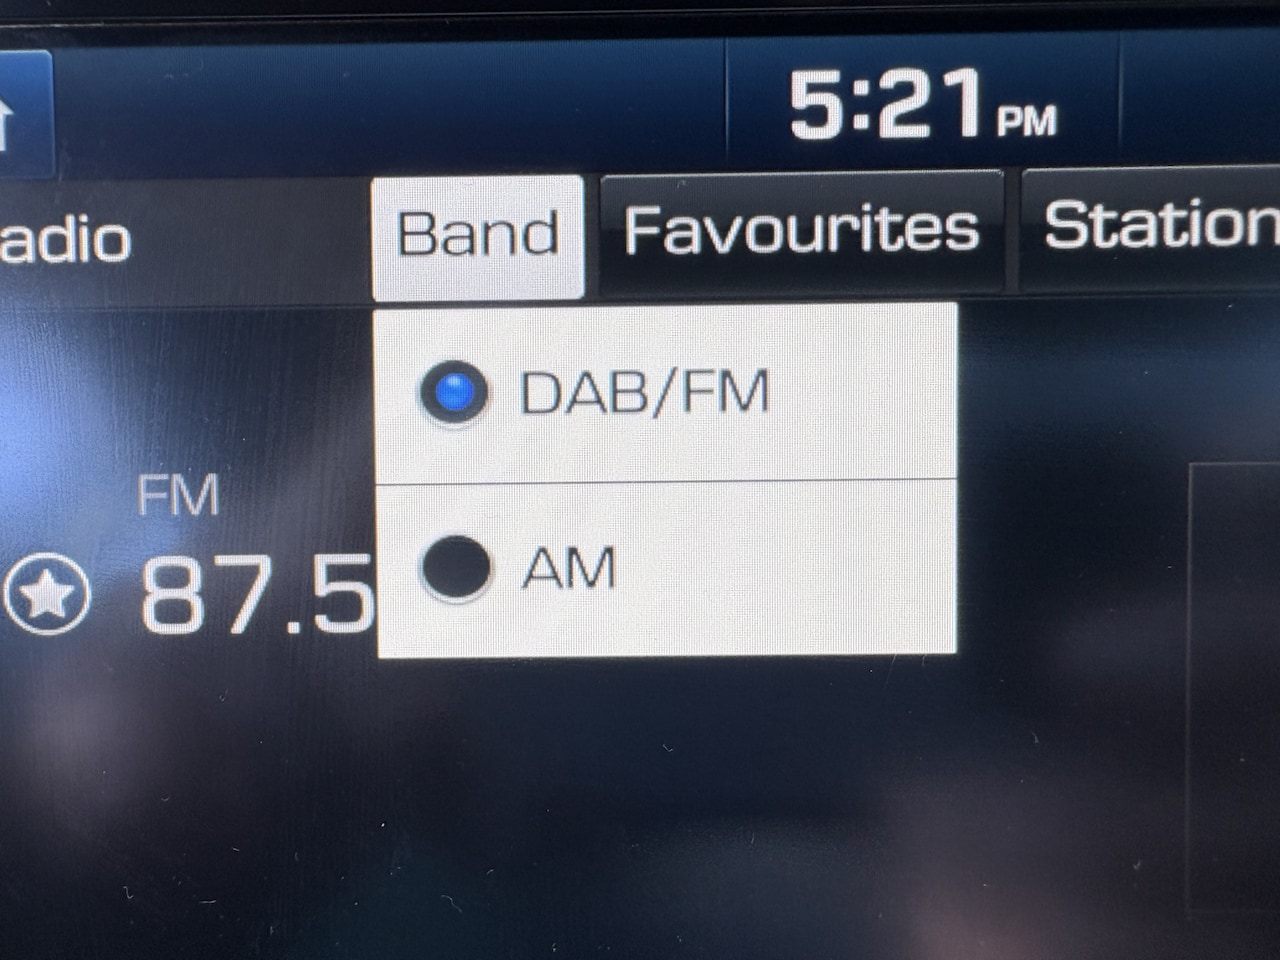 5:21 PM
adio Band Favourites Station
DAB/FM
FM
87.5
AM